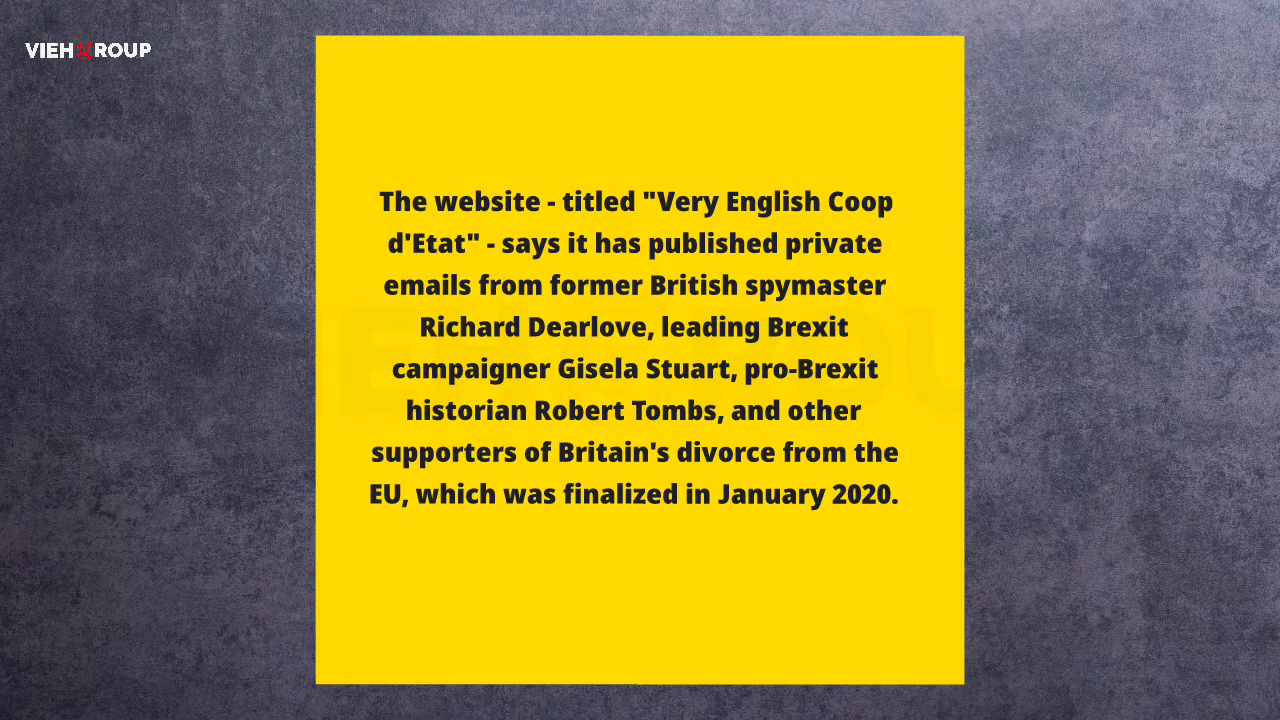 VIEHGROUP
The website - titled "Very English Coop
d'Etat" - says it has published private
emails from former British spymaster
Richard Dearlove, leading Brexit
campaigner Gisela Stuart, pro-Brexit
historian Robert Tombs, and other
supporters of Britain's divorce from the
EU, which was finalized in January 2020.